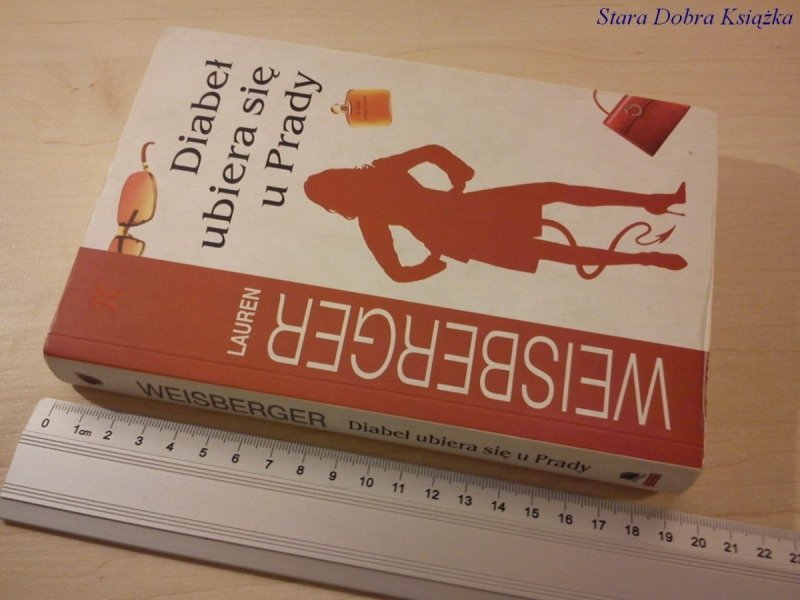 Stara Dobra Książka
Diabeł
ubiera się
u Prady
LAUREN
WEISBERGER
WEISBERGER Diabeł ubiera się u Prady
0 1cm 2 3 4 5 6 7 8 9 10 11 12 13 14 15 16 17 18 19 20 21 22 23